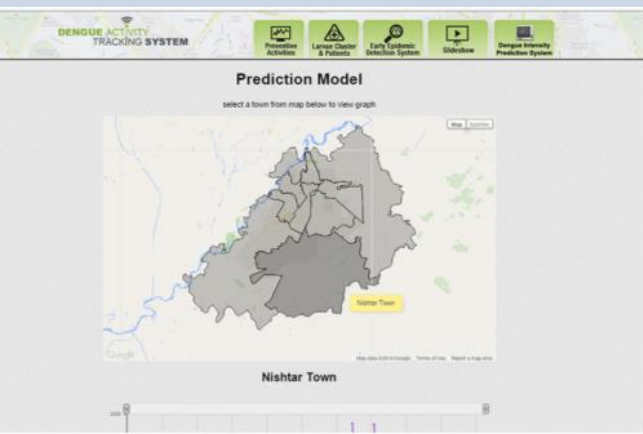 DENGUE ACTIVITY
TRACKING SYSTEM
Preventive
Activities
Larvae Cluster
& Patients
Early Epidemic
Detection System
Slideshow
Dengue Intensity
Prediction System
Prediction Model
select a town from map below to view graph
Map Satellite
Nishtar Town
Google
Map data ©2014 Google Terms of Use Report a map error
Nishtar Town
200